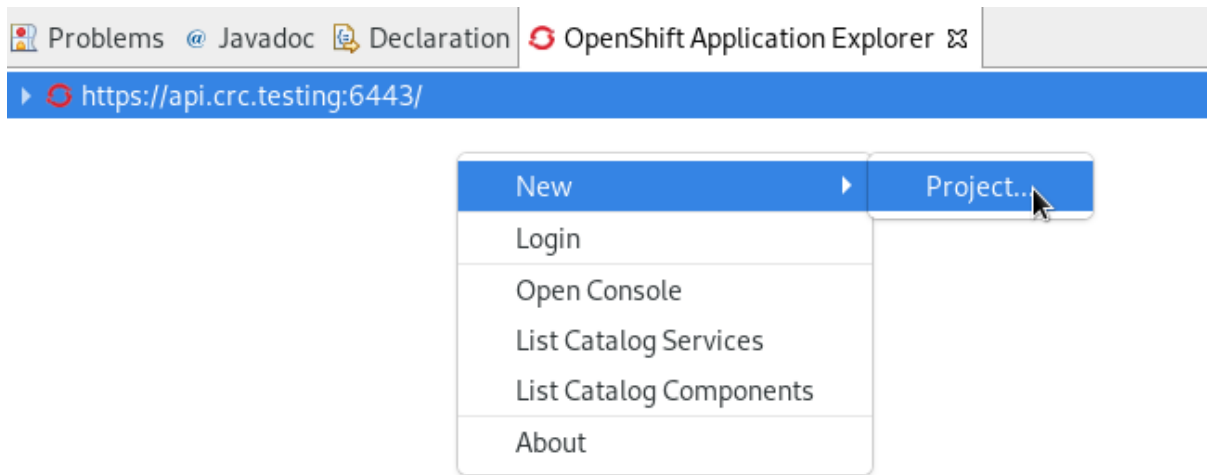 Problems @ Javadoc Declaration OpenShift Application Explorer
https://api.crc.testing:6443/
New Project...
Login
Open Console
List Catalog Services
List Catalog Components
About